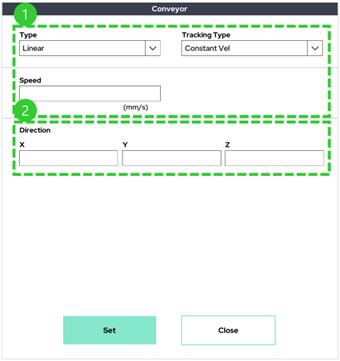 Conveyor
1
Type Tracking Type
Linear Constant Vel
Speed
(mm/s)
2
Direction
X Y Z
Set Close